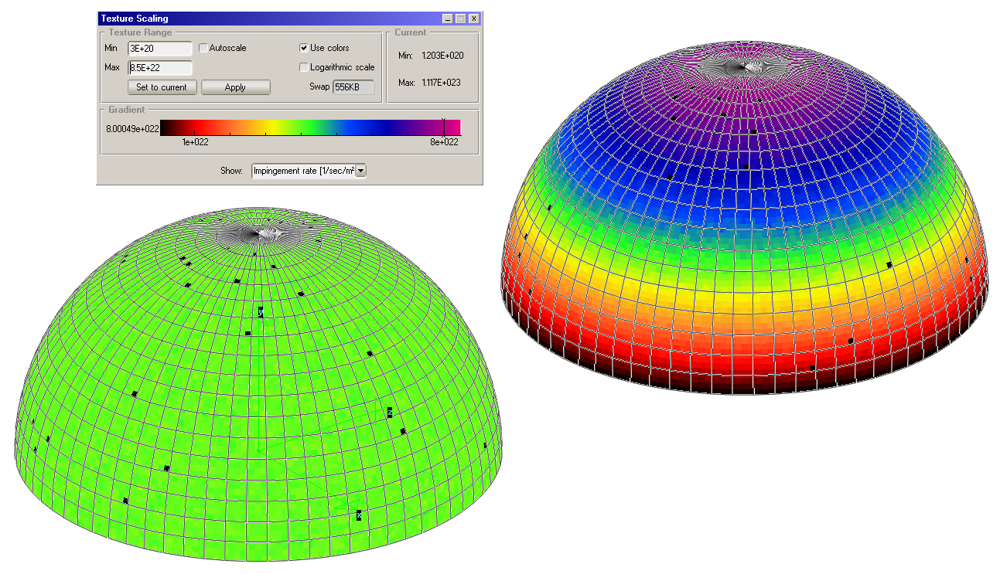 Texture Scaling
Texture Range
Current
Min 3E+20 Autoscale Use colors
Min: 1.203E+020
Max 8.5E+22 Logarithmic scale
Max: 1.117E+023
Set to current Apply Swap 556KB
Gradient
8.00049e+022
1e+022 8e+022
Show: Impingement rate [1/sec/m²
y
z
x